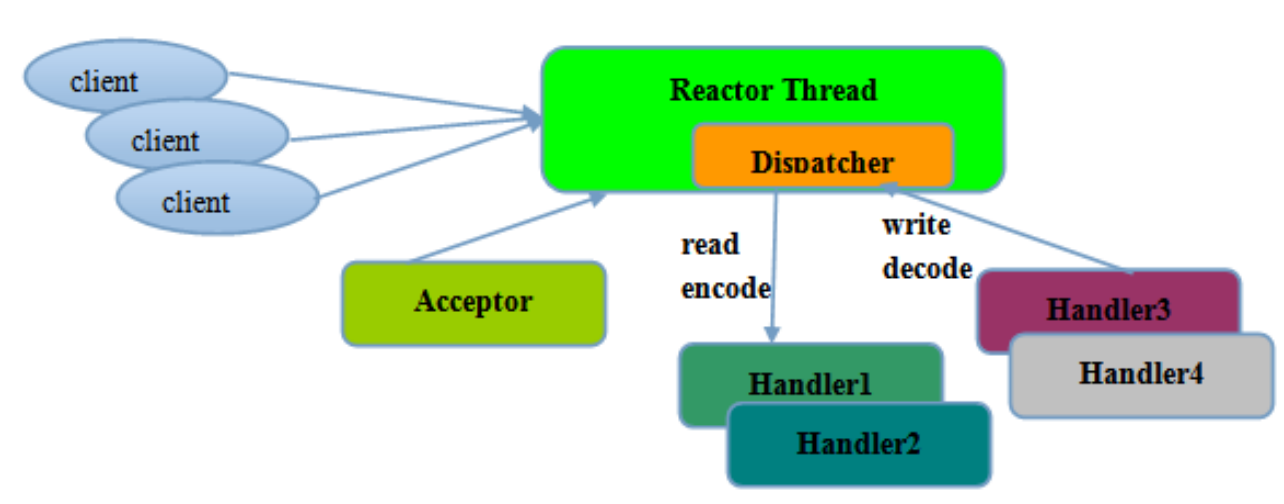 client
client
client
Reactor Thread
Dispatcher
Acceptor
read
encode
write
decode
Handler1
Handler2
Handler3
Handler4